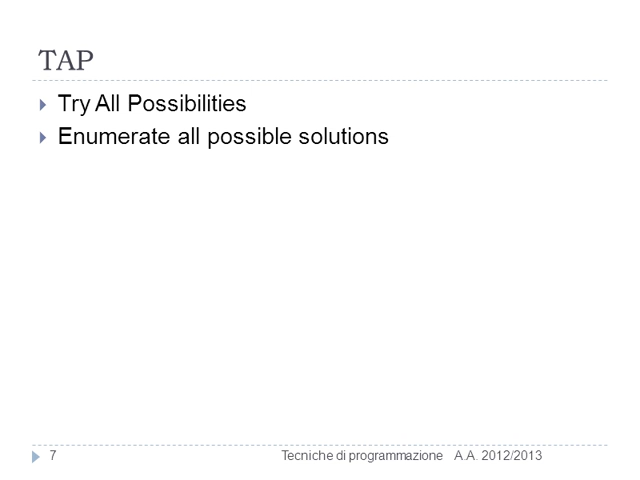 TAP
Try All Possibilities
Enumerate all possible solutions
7 Tecniche di programmazione A.A. 2012/2013